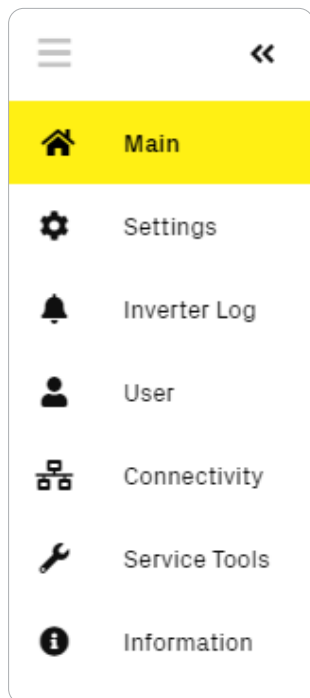 Main
Settings
Inverter Log
User
Connectivity
Service Tools
Information